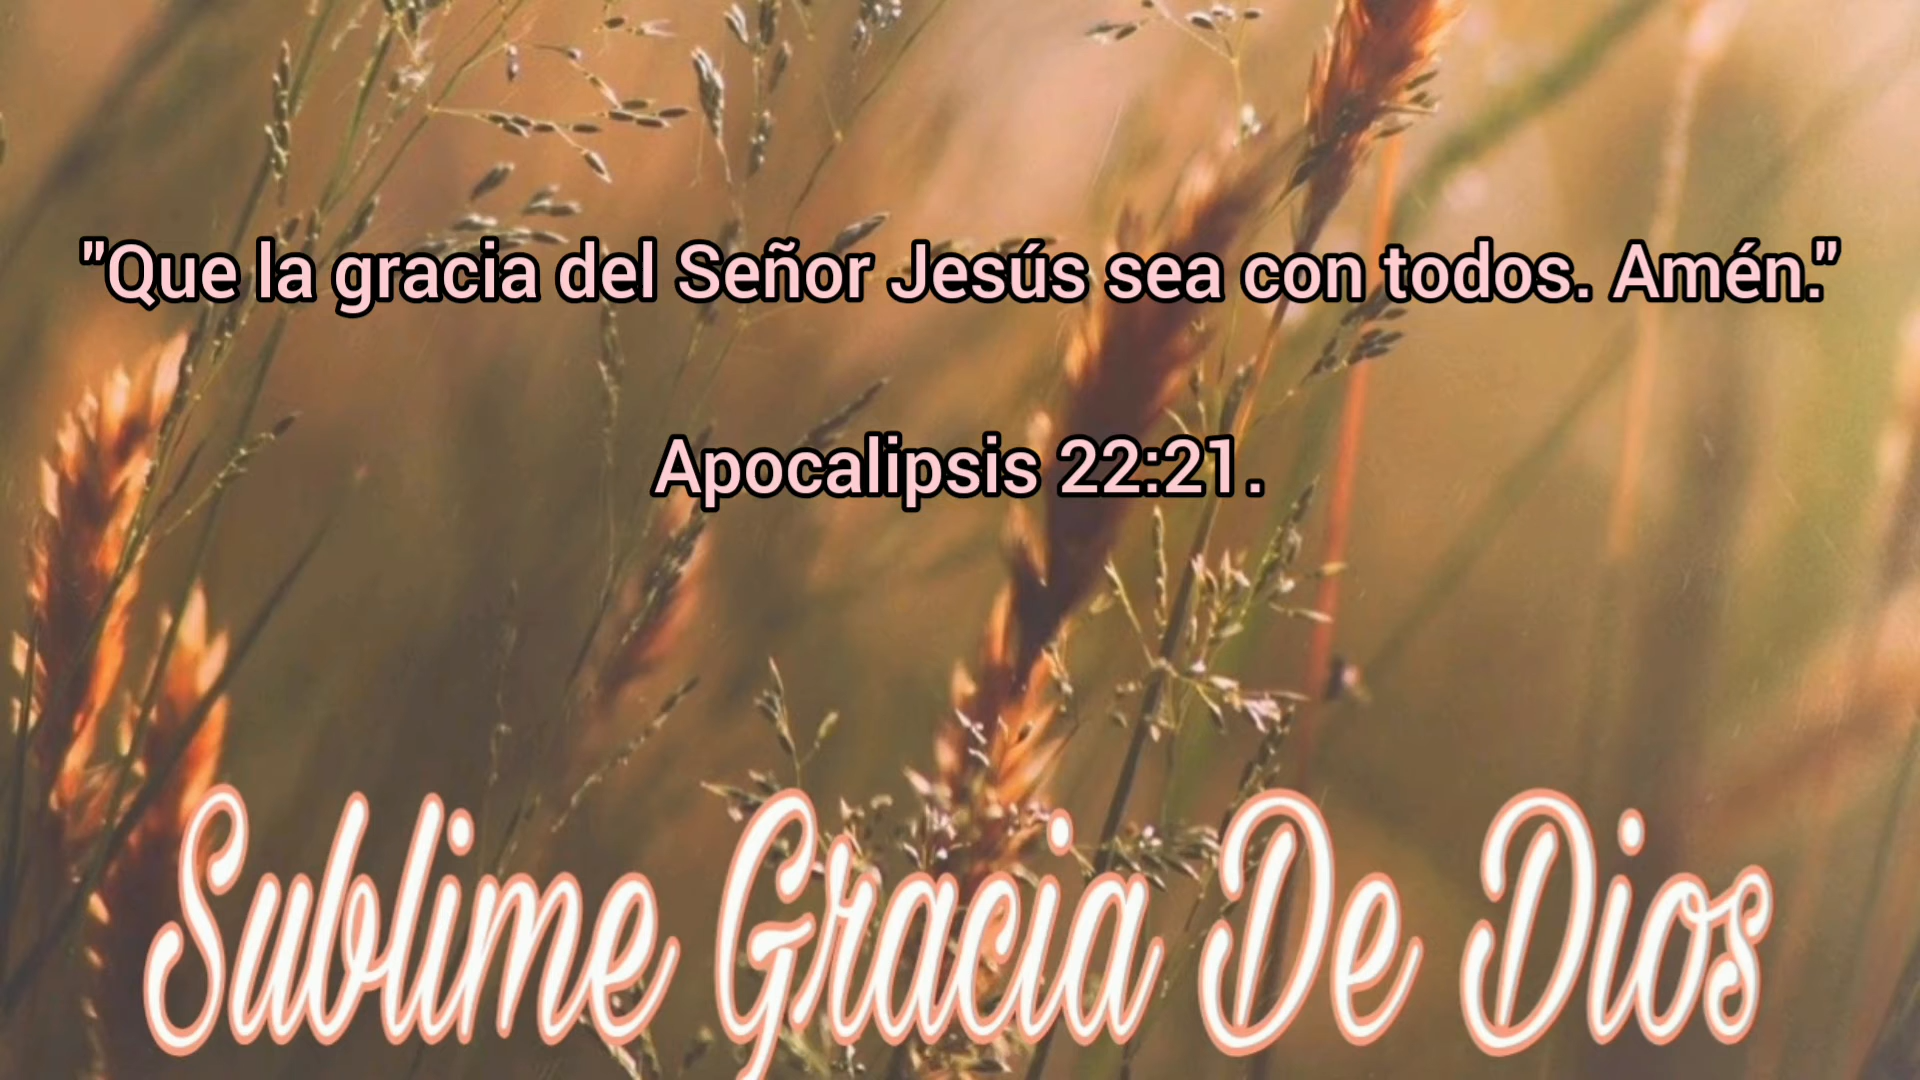 "Que la gracia del Señor Jesús sea con todos. Amén."
Apocalipsis 22:21.
Sublime Gracia De Dios